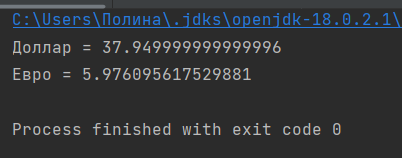 C:\Users\Полина\.jdks\openjdk-18.0.2.1\
Доллар = 37.949999999999996
Евро = 5.976095617529881
Process finished with exit code 0